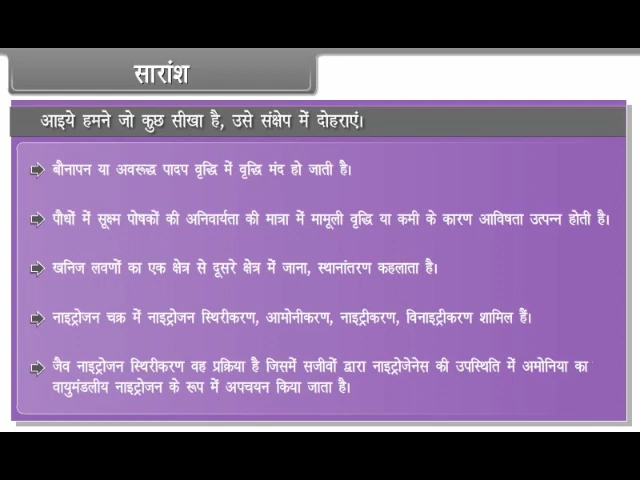 सारांश
आइये हमने जो कुछ सीखा है, उसे संक्षेप में दोहराएं।
बौनापन या अवरूद्ध पादप वृद्धि में वृद्धि मंद हो जाती है।
पौधों में सूक्ष्म पोषकों की अनिवार्यता की मात्रा में मामूली वृद्धि या कमी के कारण आविषता उत्पन्न होती है।
खनिज लवणों का एक क्षेत्र से दूसरे क्षेत्र में जाना, स्थानांतरण कहलाता है।
नाइट्रोजन चक्र में नाइट्रोजन स्थिरीकरण, आमोनीकरण, नाइट्रीकरण, विनाइट्रीकरण शामिल हैं।
जैव नाइट्रोजन स्थिरीकरण वह प्रक्रिया है जिसमें सजीवों द्वारा नाइट्रोजेनेस की उपस्थिति में अमोनिया का
वायुमंडलीय नाइट्रोजन के रूप में अपचयन किया जाता है।